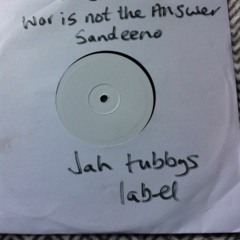 War is not the Answer
Sandeeno
Jah tubbys
label